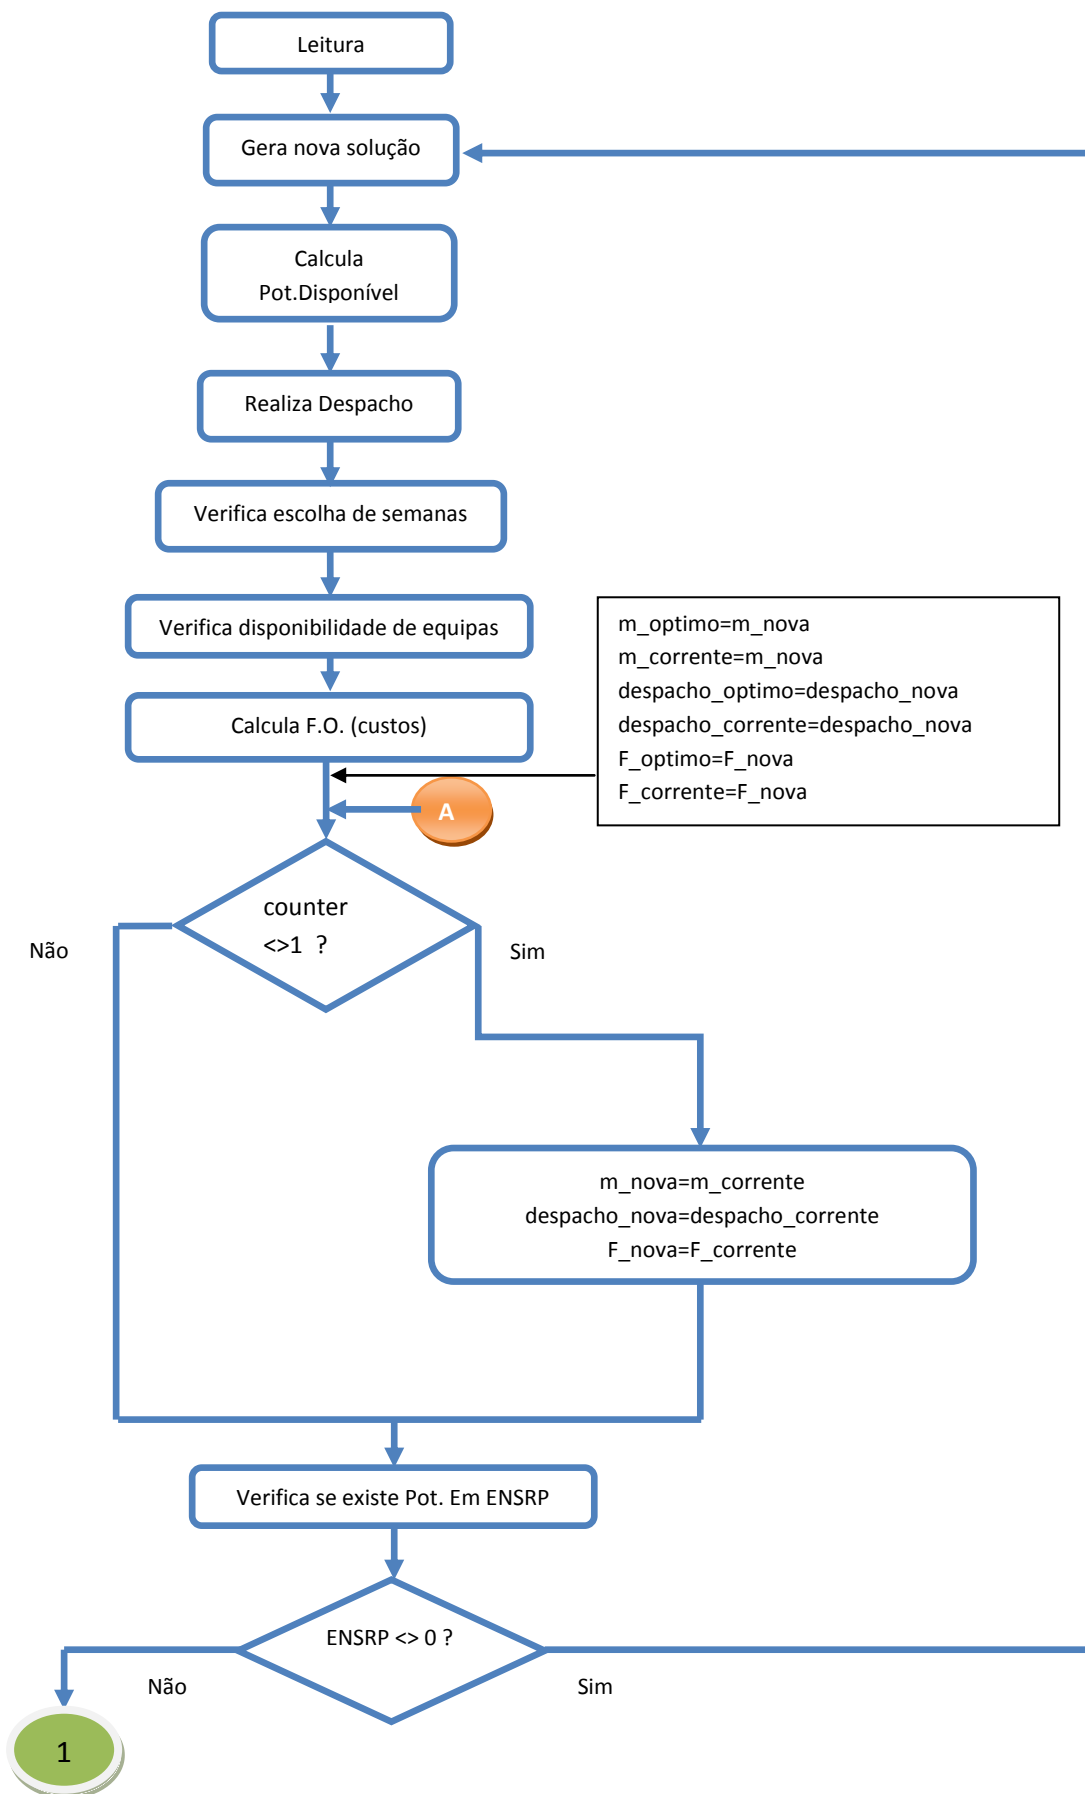 Leitura
Gera nova solução
Calcula
Pot.Disponível
Realiza Despacho
Verifica escolha de semanas
Verifica disponibilidade de equipas
Calcula F.O. (custos)
m_optimo=m_nova
m_corrente=m_nova
despacho_optimo=despacho_nova
despacho_corrente=despacho_nova
F_optimo=F_nova
F_corrente=F_nova
A
counter
<>1 ?
Não
Sim
m_nova=m_corrente
despacho_nova=despacho_corrente
F_nova=F_corrente
Verifica se existe Pot. Em ENSRP
ENSRP <> 0 ?
Não
Sim
1